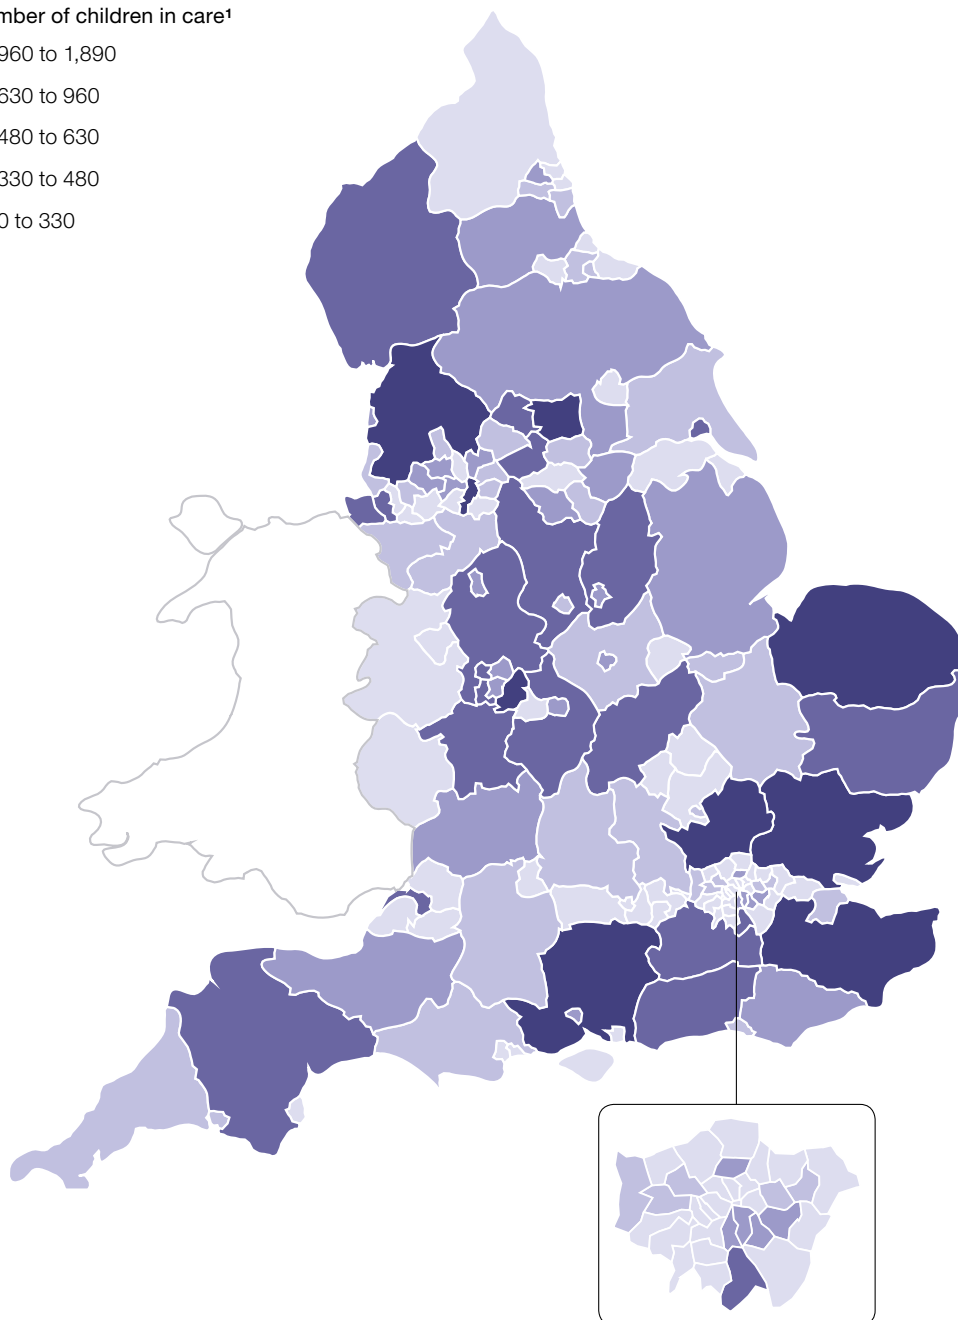 mber of children in care¹
960 to 1,890
630 to 960
480 to 630
330 to 480
0 to 330